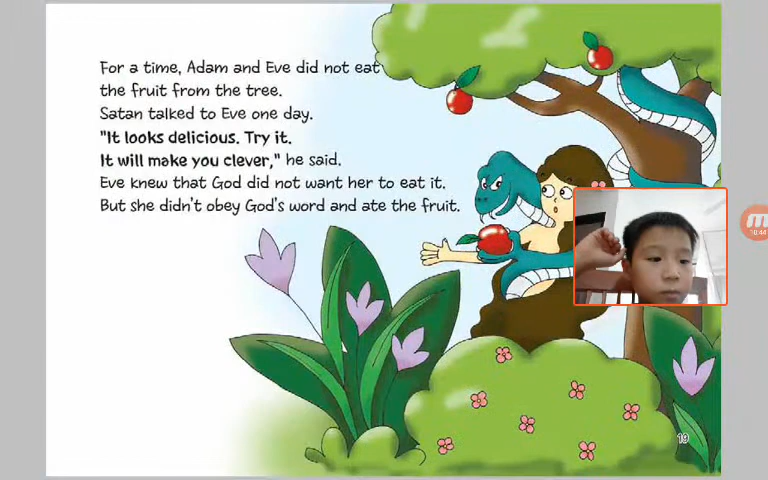 For a time, Adam and Eve did not eat
the fruit from the tree.
Satan talked to Eve one day.
"It looks delicious. Try it.
It will make you clever," he said.
Eve knew that God did not want her to eat it.
But she didn't obey God's word and ate the fruit.
19